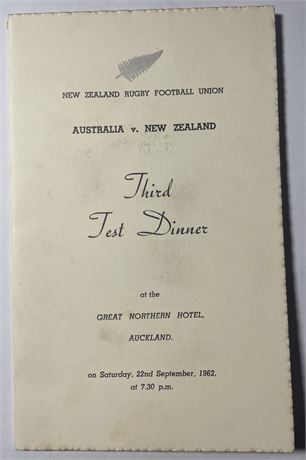 NEW ZEALAND RUGBY FOOTBALL UNION
AUSTRALIA v. NEW ZEALAND
Third
Test Dinner
at the
GREAT NORTHERN HOTEL,
AUCKLAND.
on Saturday, 22nd September, 1962,
at 7.30 p.m.